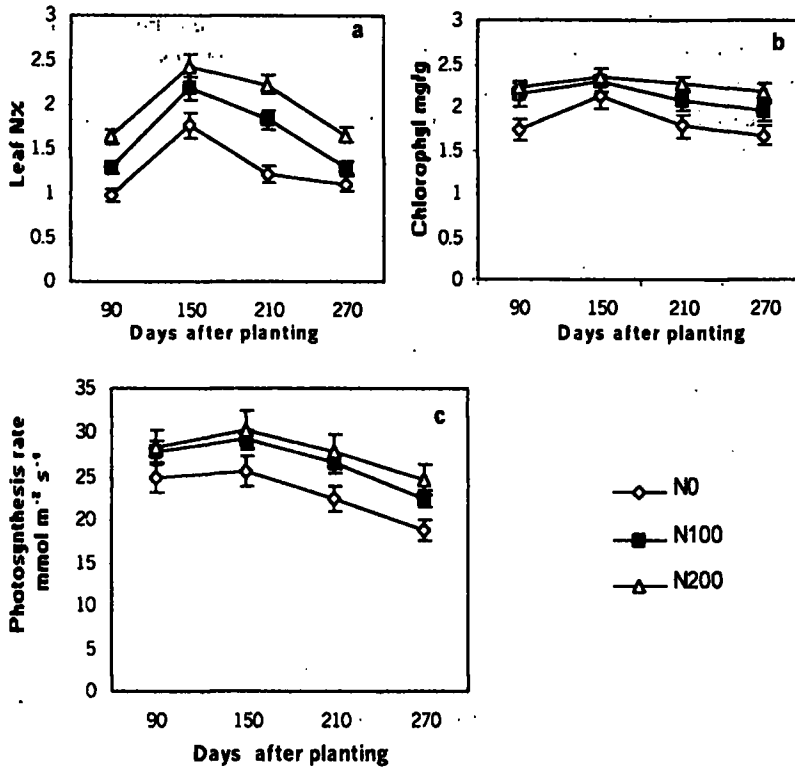 a
Leaf N%
3
2.5
2
1.5
1
0.5
0
90 150 210 270
Days after planting
b
Chlorophyl mg/g
3
2.5
2
1.5
1
0.5
0
90 150 210 270
Days after planting
c
Photosynthesis rate
mmol m⁻² s⁻¹
35
30
25
20
15
10
5
0
90 150 210 270
Days after planting
N0
N100
N200